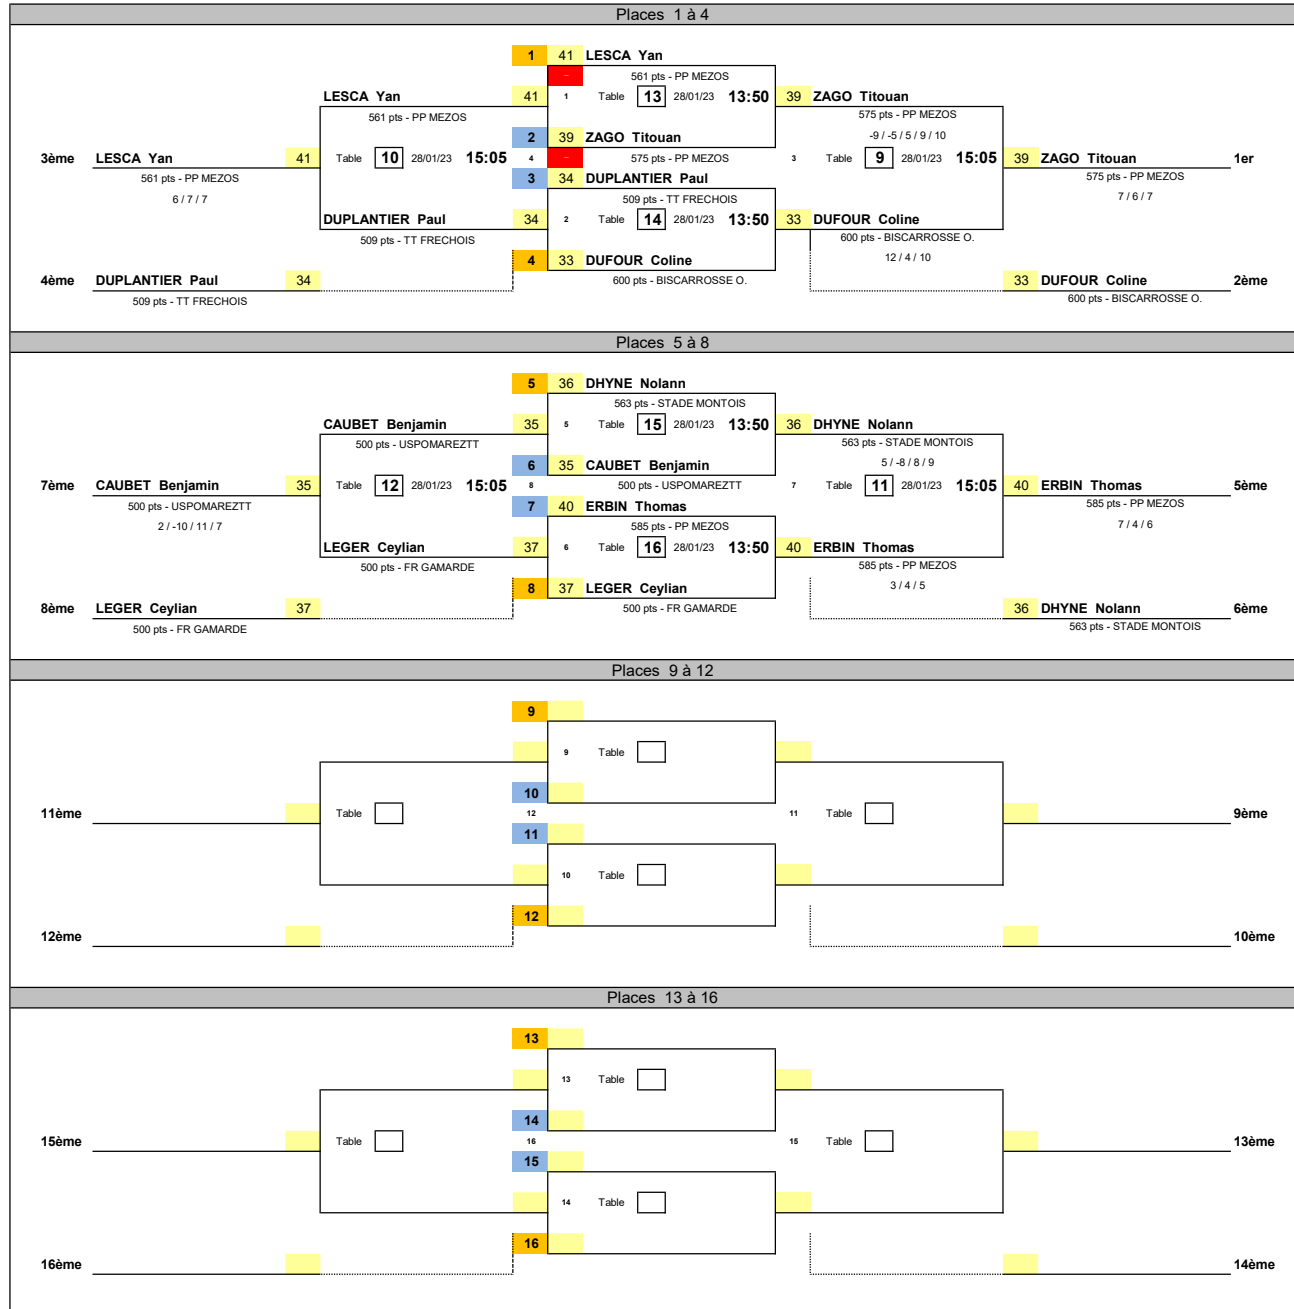 Places 1 à 4
1 41 LESCA Yan
– 561 pts - PP MEZOS
LESCA Yan 41 1 Table 13 28/01/23 13:50 39 ZAGO Titouan
561 pts - PP MEZOS 575 pts - PP MEZOS
2 39 ZAGO Titouan -9 / -5 / 5 / 9 / 10
3ème LESCA Yan 41 Table 10 28/01/23 15:05 4 – 575 pts - PP MEZOS 3 Table 9 28/01/23 15:05 39 ZAGO Titouan 1er
561 pts - PP MEZOS 3 34 DUPLANTIER Paul 575 pts - PP MEZOS
6 / 7 / 7 509 pts - TT FRECHOIS 7 / 6 / 7
DUPLANTIER Paul 34 2 Table 14 28/01/23 13:50 33 DUFOUR Coline
509 pts - TT FRECHOIS 600 pts - BISCARROSSE O.
4 33 DUFOUR Coline 12 / 4 / 10
4ème DUPLANTIER Paul 34 600 pts - BISCARROSSE O. 33 DUFOUR Coline 2ème
509 pts - TT FRECHOIS 600 pts - BISCARROSSE O.
Places 5 à 8
5 36 DHYNE Nolann
563 pts - STADE MONTOIS
CAUBET Benjamin 35 5 Table 15 28/01/23 13:50 36 DHYNE Nolann
500 pts - USPOMAREZTT 563 pts - STADE MONTOIS
6 35 CAUBET Benjamin 5 / -8 / 8 / 9
7ème CAUBET Benjamin 35 Table 12 28/01/23 15:05 8 500 pts - USPOMAREZTT 7 Table 11 28/01/23 15:05 40 ERBIN Thomas 5ème
500 pts - USPOMAREZTT 7 40 ERBIN Thomas 585 pts - PP MEZOS
2 / -10 / 11 / 7 585 pts - PP MEZOS 7 / 4 / 6
LEGER Ceylian 37 6 Table 16 28/01/23 13:50 40 ERBIN Thomas
500 pts - FR GAMARDE 585 pts - PP MEZOS
8 37 LEGER Ceylian 3 / 4 / 5
8ème LEGER Ceylian 37 500 pts - FR GAMARDE 36 DHYNE Nolann 6ème
500 pts - FR GAMARDE 563 pts - STADE MONTOIS
Places 9 à 12
9
9 Table
10
11ème Table 12 11 Table 9ème
11
10 Table
12
12ème 10ème
Places 13 à 16
13
13 Table
14
15ème Table 16 15 Table 13ème
15
14 Table
16
16ème 14ème